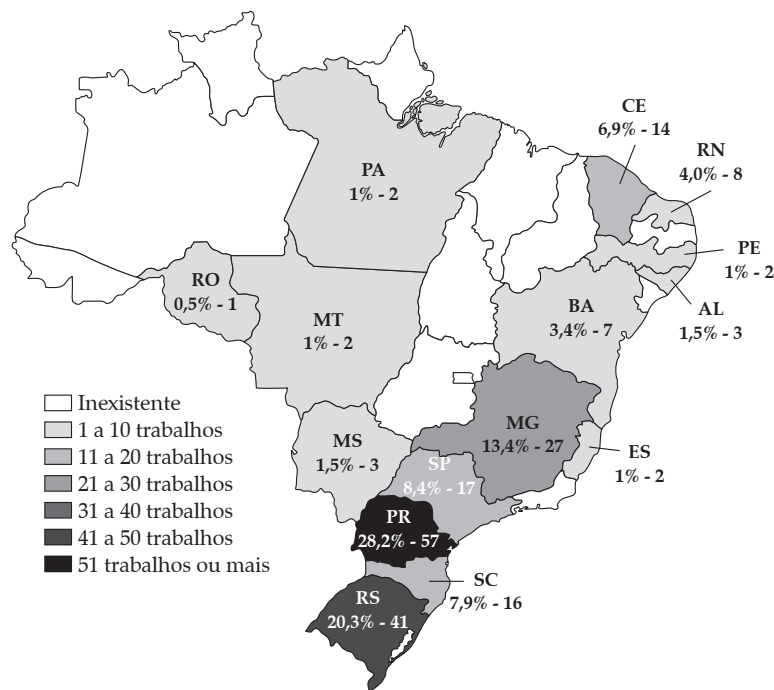 CE
6,9% - 14
RN
4,0% - 8
PA
1% - 2
PE
1% - 2
RO
0,5% - 1
BA
3,4% - 7
AL
1,5% - 3
MT
1% - 2
Inexistente
1 a 10 trabalhos
11 a 20 trabalhos
21 a 30 trabalhos
31 a 40 trabalhos
41 a 50 trabalhos
51 trabalhos ou mais
MG
13,4% - 27
MS
1,5% - 3
ES
1% - 2
SP
8,4% - 17
PR
28,2% - 57
SC
7,9% - 16
RS
20,3% - 41